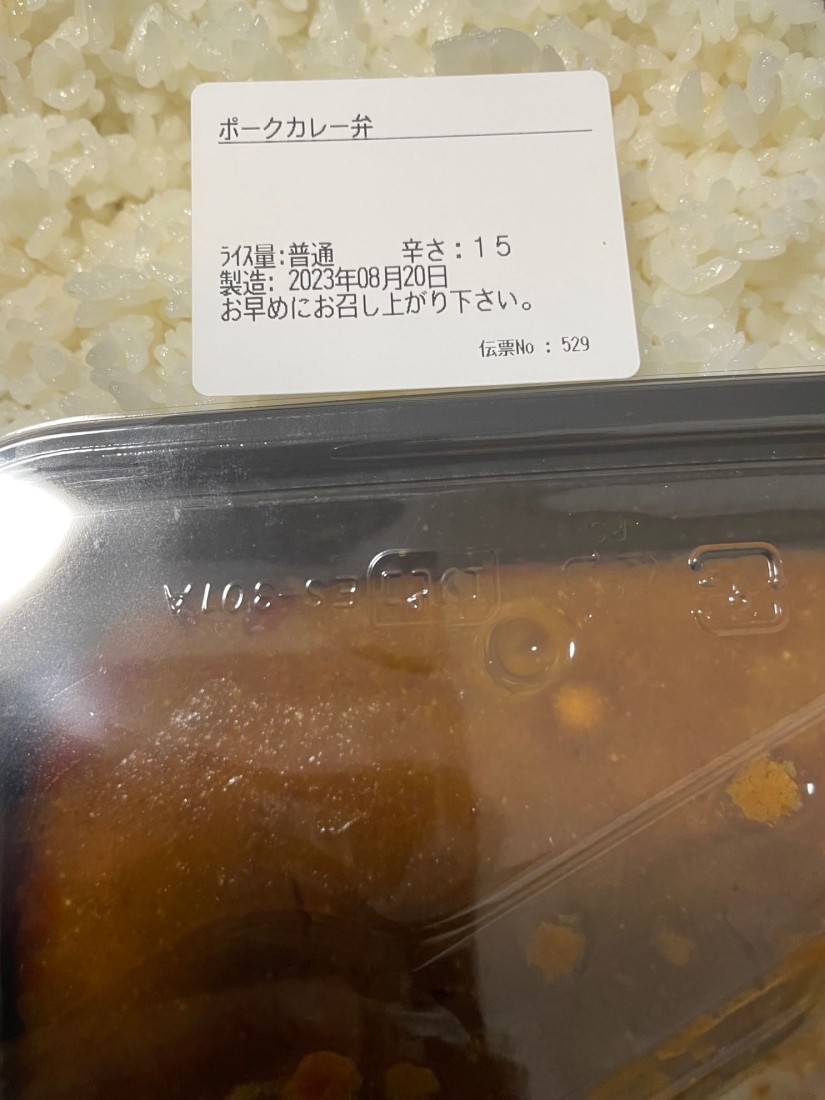 ポークカレー弁
ﾗｲｽ量:普通 辛さ:15
製造: 2023年08月20日
お早めにお召し上がり下さい。
伝票No : 529
ES-301A